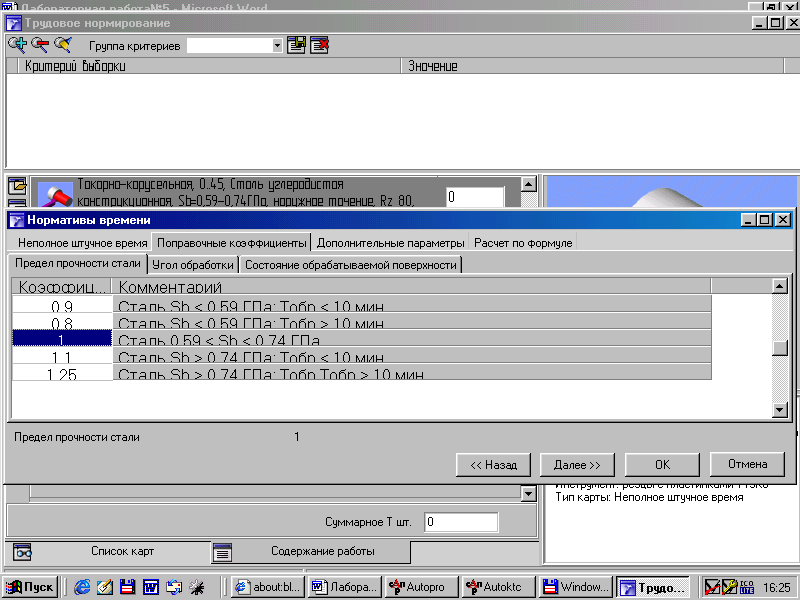 Лабораторная работа№5 - Microsoft Word
Трудовое нормирование
Группа критериев
Критерий выборки Значение
Токарно-карусельная, 0..45, Сталь углеродистая
конструкционная, Sb=0,59-0,74ГПа, наружное точение, Rz 80,
0
Нормативы времени
Неполное штучное время Поправочные коэффициенты Дополнительные параметры Расчет по формуле
Предел прочности стали Угол обработки Состояние обрабатываемой поверхности
Коэффиц... Комментарий
0.9 Сталь Sb < 0.59 ГПа; Тобр < 10 мин
0.8 Сталь Sb < 0.59 ГПа; Тобр > 10 мин
1 Сталь 0.59 < Sb < 0.74 ГПа
1.1 Сталь Sb > 0.74 ГПа; Тобр < 10 мин
1.25 Сталь Sb > 0.74 ГПа; Тобр Тобр > 10 мин
Предел прочности стали 1
<< Назад Далее >> OK Отмена
Инструмент: резцы с пластинками
Тип карты: Неполное штучное время
Суммарное Т шт. 0
Список карт Содержание работы
Пуск about:bl... Лабора... Autopro Autoktc Window... Трудо... 16:25